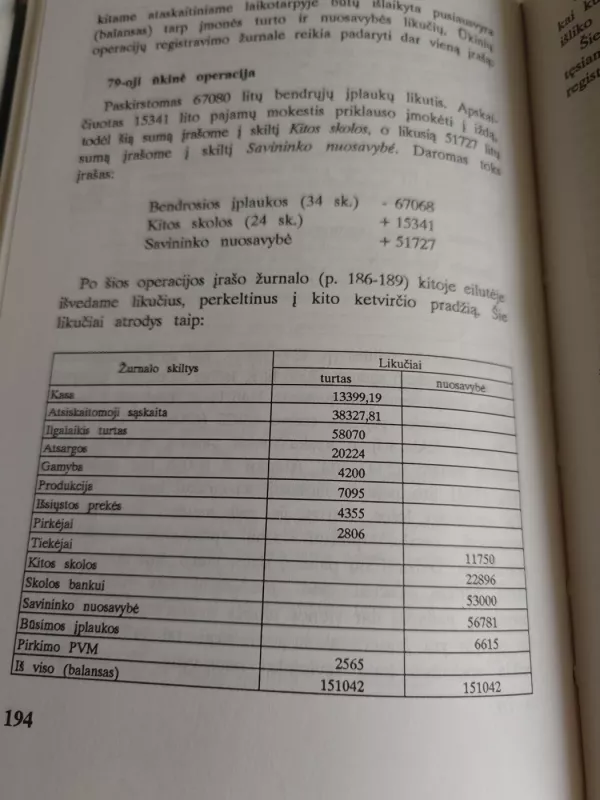 kitame ataskaitiniame laikotarpyje būtų išlaikyta pusiausvyra
(balansas) tarp įmonės turto ir nuosavybės likučių, Ūkinių
operacijų registravimo žurnale reikia padaryti dar vieną įrašą.
79-oji ūkinė operacija
Paskirstomas 67080 litų bendrųjų įplaukų likutis. Apskai-
čiuotas 15341 lito pajamų mokestis priklauso įmokėti į iždą,
todėl šią sumą įrašome į skiltį Kitos skolos, o likusią 51727 litų
sumą įrašome į skiltį Savininko nuosavybė. Daromas toks
įrašas:
Bendrosios įplaukos (34 sk.) - 67068
Kitos skolos (24 sk.) + 15341
Savininko nuosavybė + 51727
Po šios operacijos įrašo žurnalo (p. 186-189) kitoje eilutėje
išvedame likučius, perkeltinus į kito ketvirčio pradžią. Šie
likučiai atrodys taip:
Žurnalo skiltys Likučiai
turtas nuosavybė
Kasa 13399,19
Atsiskaitomoji sąskaita 38327,81
Ilgalaikis turtas 58070
Atsargos 20224
Gamyba 4200
Produkcija 7095
Išsiųstos prekės 4355
Pirkėjai 2806
Tiekėjai 11750
Kitos skolos 22896
Skolos bankui 53000
Savininko nuosavybė 56781
Būsimos įplaukos 6615
Pirkimo PVM 2565
Iš viso (balansas) 151042 151042
194
kai
išliko
Šie
tęsian
regist